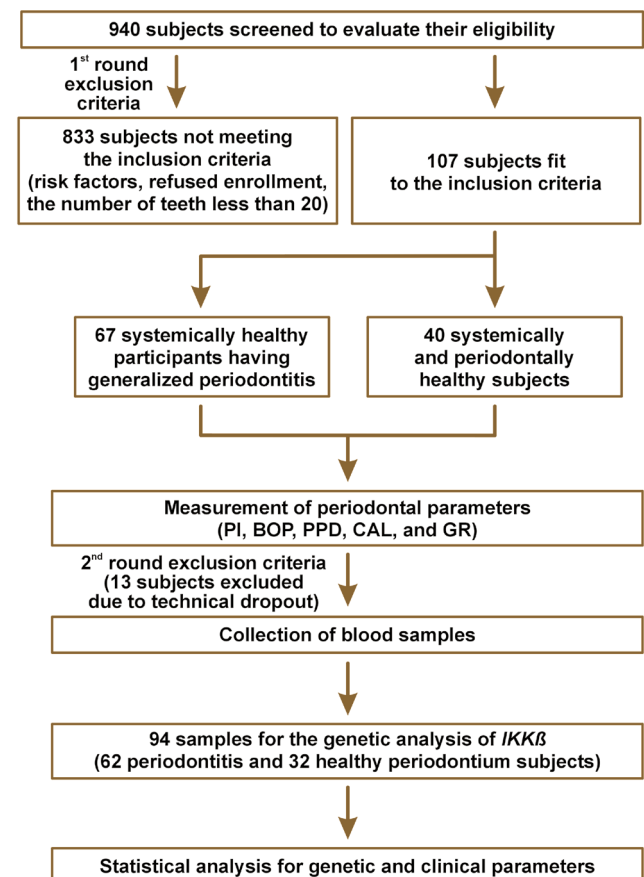 940 subjects screened to evaluate their eligibility
1st round
exclusion
criteria
833 subjects not meeting
the inclusion criteria
(risk factors, refused enrollment,
the number of teeth less than 20)
107 subjects fit
to the inclusion criteria
67 systemically healthy
participants having
generalized periodontitis
40 systemically
and periodontally
healthy subjects
Measurement of periodontal parameters
(PI, BOP, PPD, CAL, and GR)
2nd round exclusion criteria
(13 subjects excluded
due to technical dropout)
Collection of blood samples
94 samples for the genetic analysis of IKKß
(62 periodontitis and 32 healthy periodontium subjects)
Statistical analysis for genetic and clinical parameters